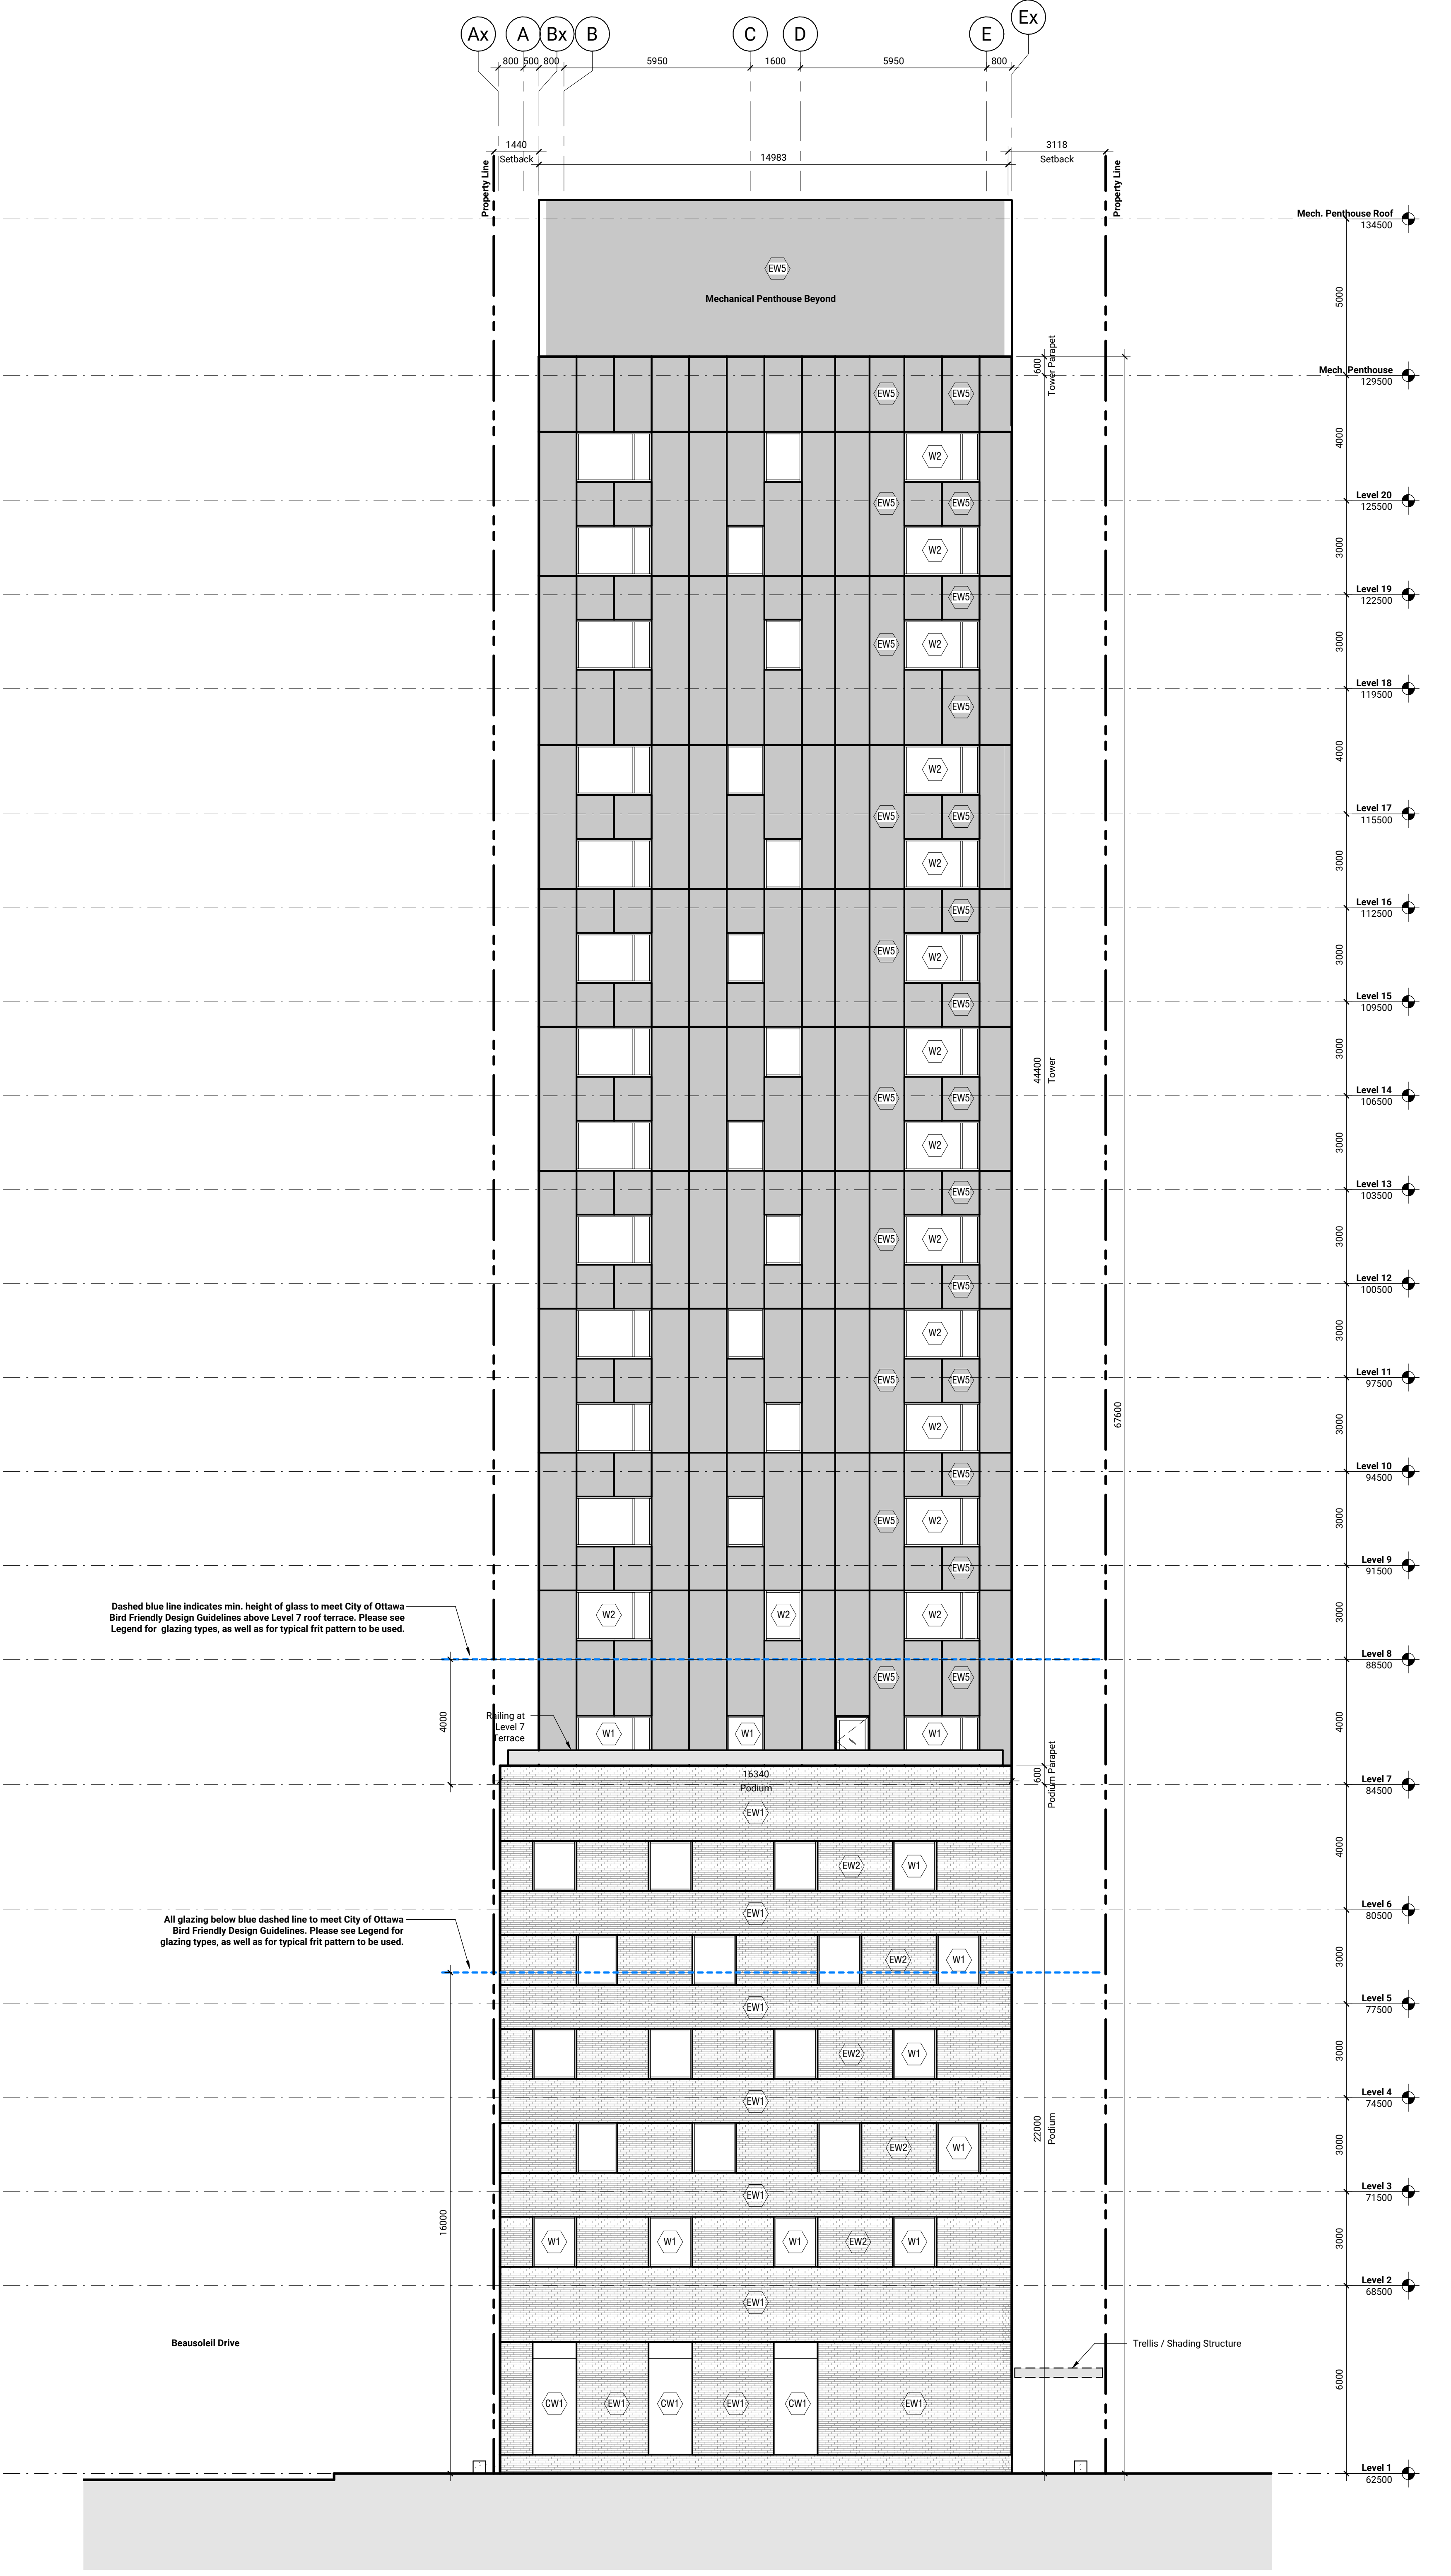 Ax A Bx B C D E Ex
800 500 800 5950 1600 5950 800
1440 3118
Setback 14983 Setback
Property Line Property Line
Mech. Penthouse Roof
134500
EW5
5000
Mechanical Penthouse Beyond
600 Tower Parapet
Mech. Penthouse
129500
EW5 EW5
4000
W2
Level 20
125500
EW5 EW5
3000
W2
Level 19
122500
EW5
3000
EW5 W2
Level 18
119500
EW5
4000
W2
Level 17
115500
EW5 EW5
3000
W2
Level 16
112500
EW5
3000
EW5 W2
Level 15
109500
EW5
3000
W2
44400 Tower
Level 14
106500
EW5 EW5
3000
W2
Level 13
103500
EW5
3000
EW5 W2
Level 12
100500
EW5
3000
W2
Level 11
97500
EW5 EW5
67600
3000
W2
Level 10
94500
EW5
3000
EW5 W2
Level 9
91500
EW5
Dashed blue line indicates min. height of glass to meet City of Ottawa
Bird Friendly Design Guidelines above Level 7 roof terrace. Please see
Legend for glazing types, as well as for typical frit pattern to be used.
W2 W2 W2
3000
Level 8
88500
EW5 EW5
4000
4000
Railing at
Level 7
Terrace
W1 W1 W1
16340
Podium
600 Podium Parapet
Level 7
84500
EW1
4000
EW2 W1
Level 6
80500
EW1
All glazing below blue dashed line to meet City of Ottawa
Bird Friendly Design Guidelines. Please see Legend for
glazing types, as well as for typical frit pattern to be used.
EW2 W1
3000
Level 5
77500
EW1
3000
EW2 W1
Level 4
74500
EW1
22000 Podium
3000
EW2 W1
Level 3
71500
EW1
16000
3000
W1 W1 W1 EW2 W1
Level 2
68500
EW1
Beausoleil Drive
Trellis / Shading Structure
6000
CW1 EW1 CW1 EW1 CW1 EW1
Level 1
62500